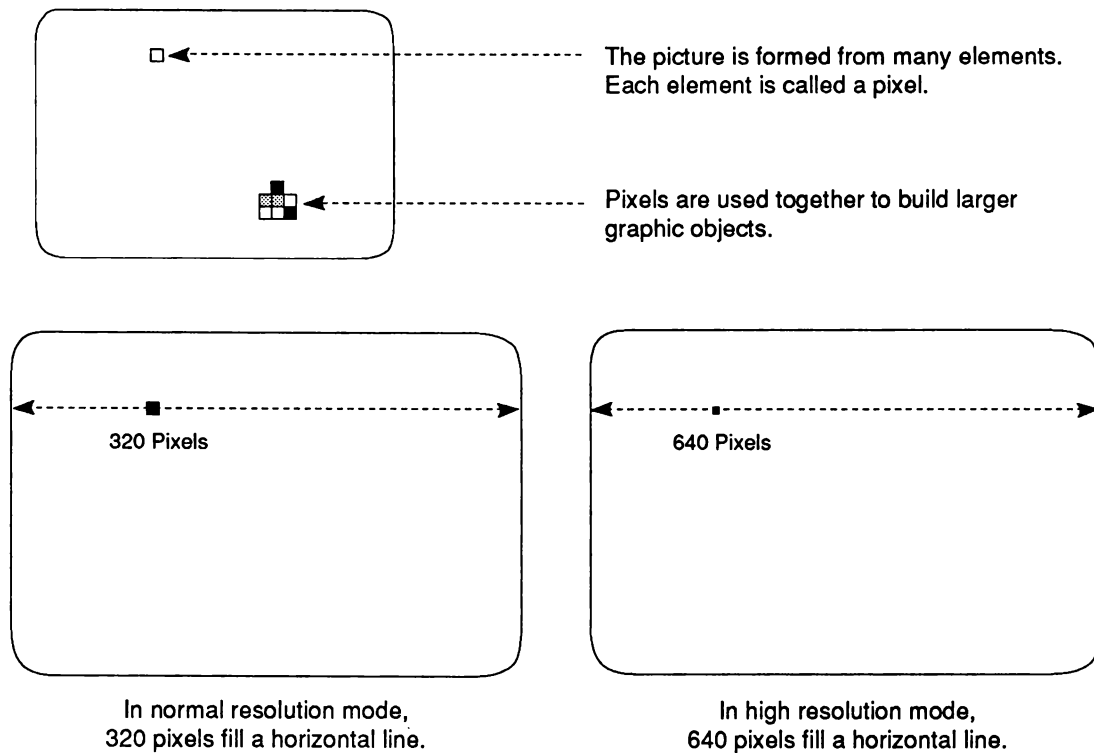 The picture is formed from many elements.
Each element is called a pixel.
Pixels are used together to build larger
graphic objects.
320 Pixels
640 Pixels
In normal resolution mode,
320 pixels fill a horizontal line.
In high resolution mode,
640 pixels fill a horizontal line.